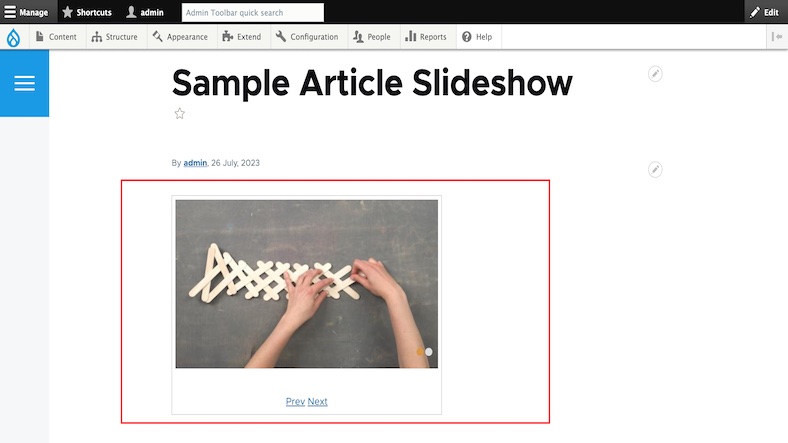 Manage Shortcuts admin Admin Toolbar quick search Edit
Content Structure Appearance Extend Configuration People Reports Help
Sample Article Slideshow
By admin, 26 July, 2023
Prev Next